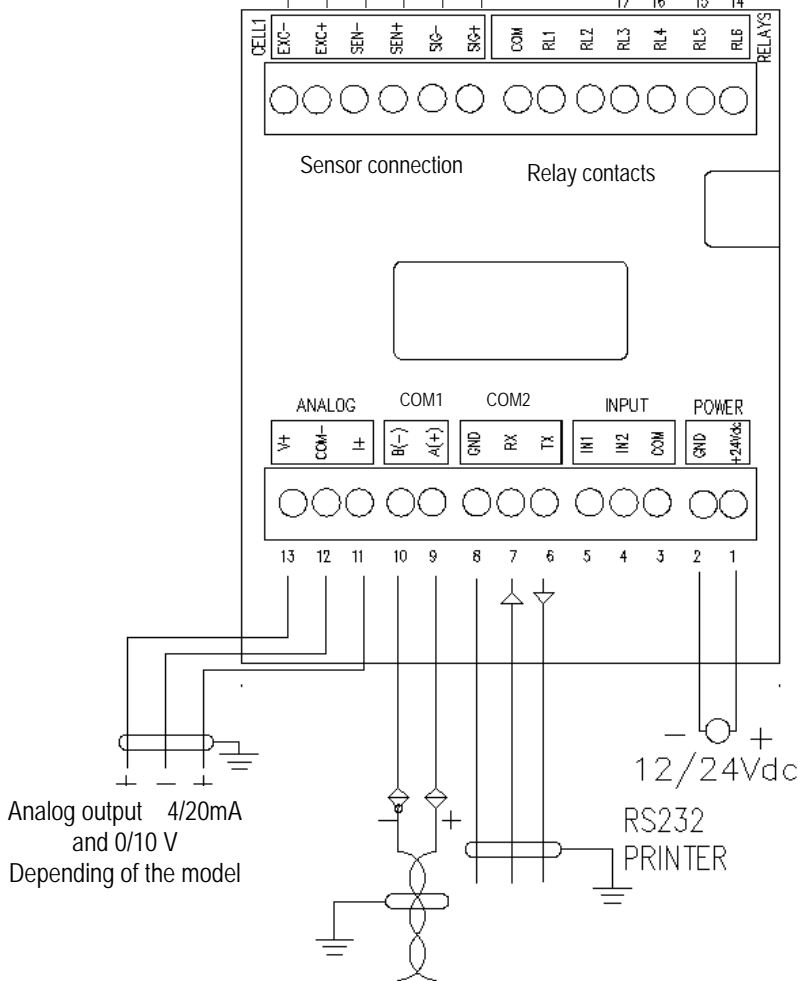 17 16 15 14
CELL1 EXC- EXC+ SEN- SEN+ SIG- SIG+ COM RL1 RL2 RL3 RL4 RL5 RL6 RELAYS
Sensor connection Relay contacts
ANALOG COM1 COM2 INPUT POWER
V+ COM- I+ B(-) A(+) GND RX TX IN1 IN2 COM GND +24Vdc
13 12 11 10 9 8 7 6 5 4 3 2 1
- +
12/24Vdc
+ - +
Analog output 4/20mA
and 0/10 V
Depending of the model
- +
RS232
PRINTER